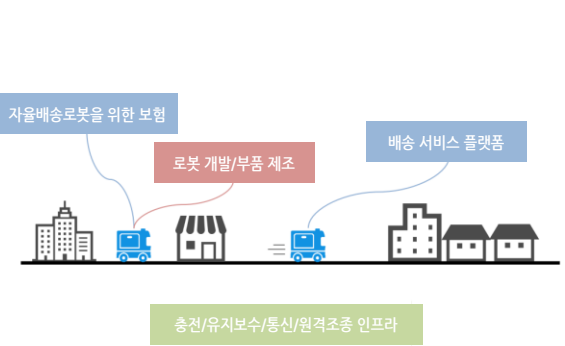 자율배송로봇을 위한 보험
로봇 개발/부품 제조
배송 서비스 플랫폼
충전/유지보수/통신/원격조종 인프라